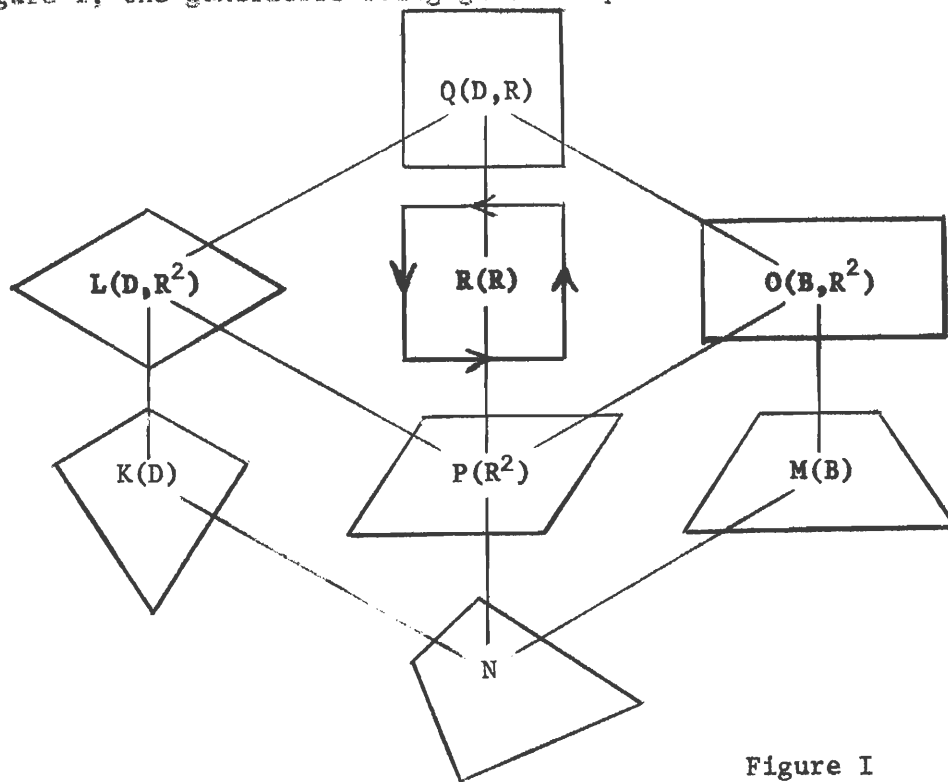 Q(D,R)
L(D,R²) R(R) O(B,R²)
K(D) P(R²) M(B)
N
Figure I